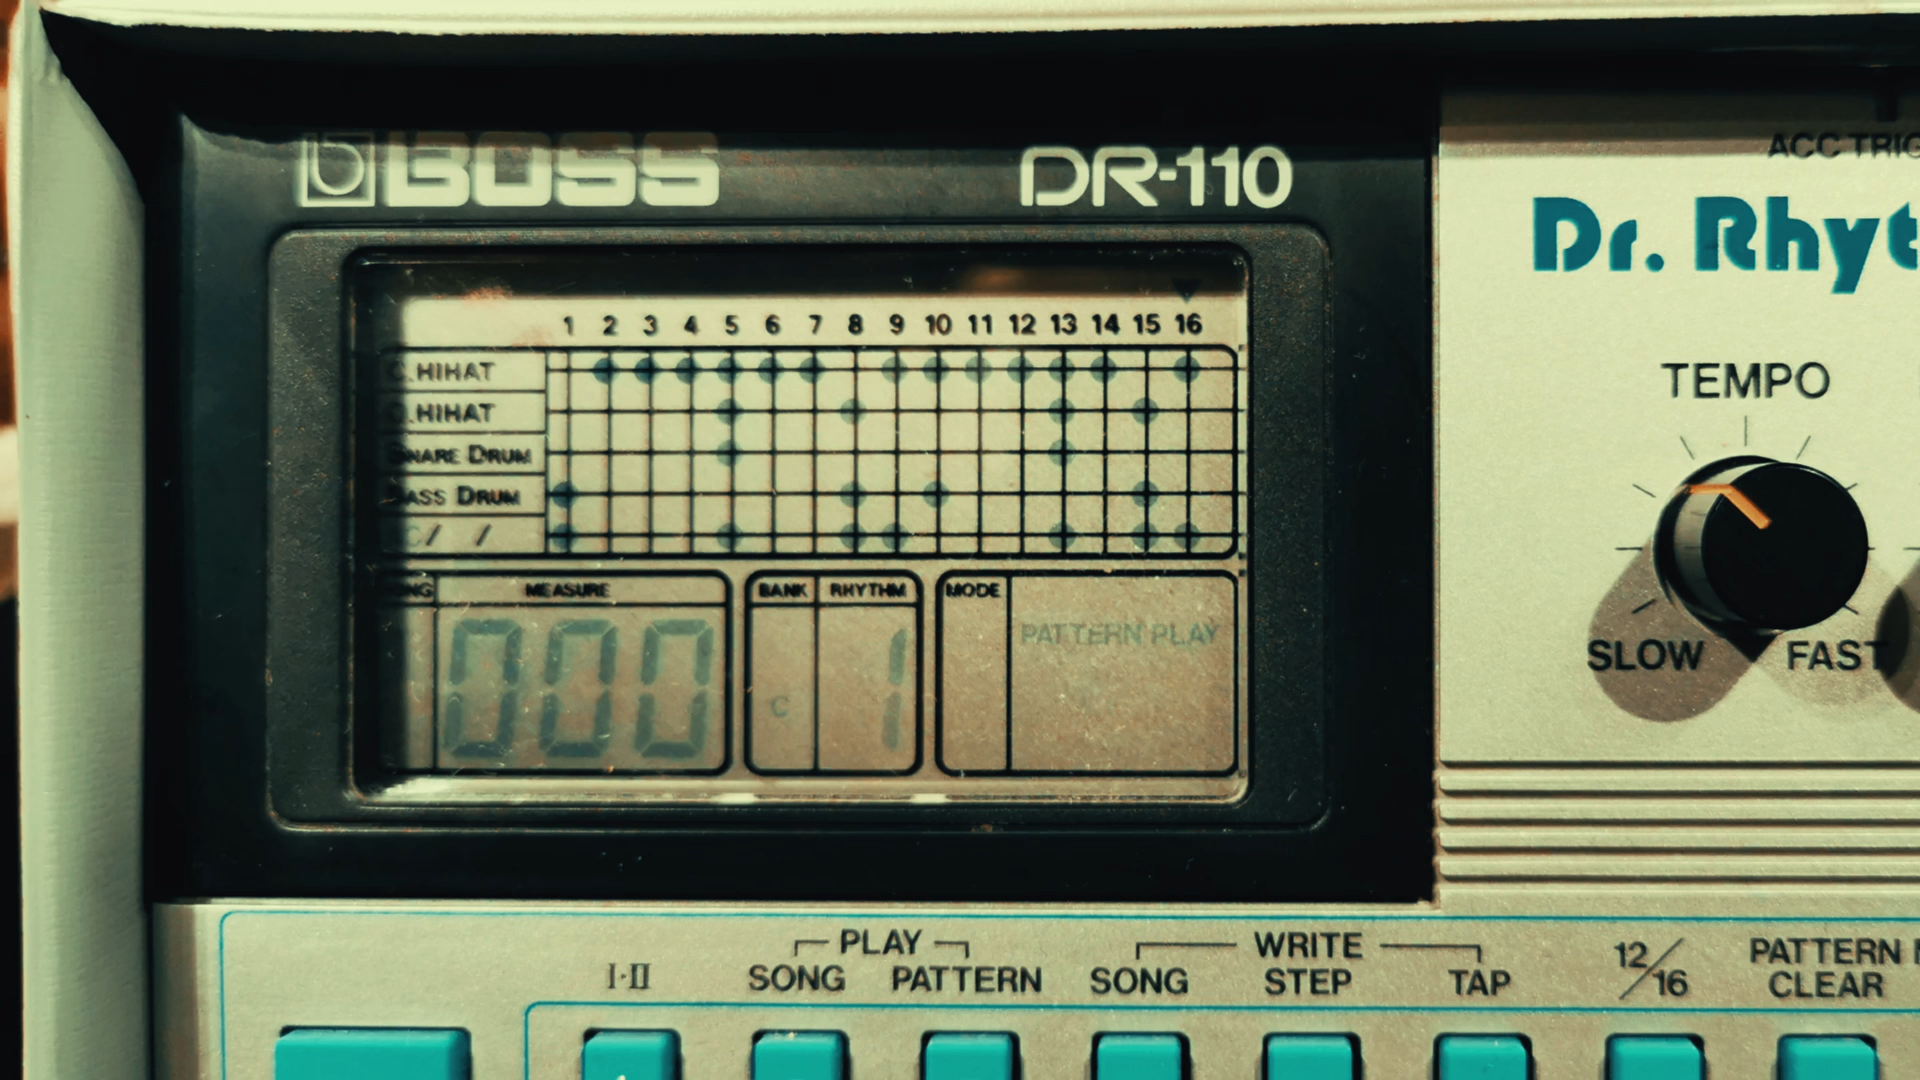 BOSS DR-110
ACC TRIG
Dr. Rhyt
1 2 3 4 5 6 7 8 9 10 11 12 13 14 15 16
C.HIHAT
TEMPO
O.HIHAT
SNARE DRUM
BASS DRUM
C/ /
MEASURE BANK RHYTHM MODE
000 C 1 PATTERN PLAY
SLOW FAST
PLAY WRITE
I·II SONG PATTERN SONG STEP TAP 12/16 PATTERN
CLEAR